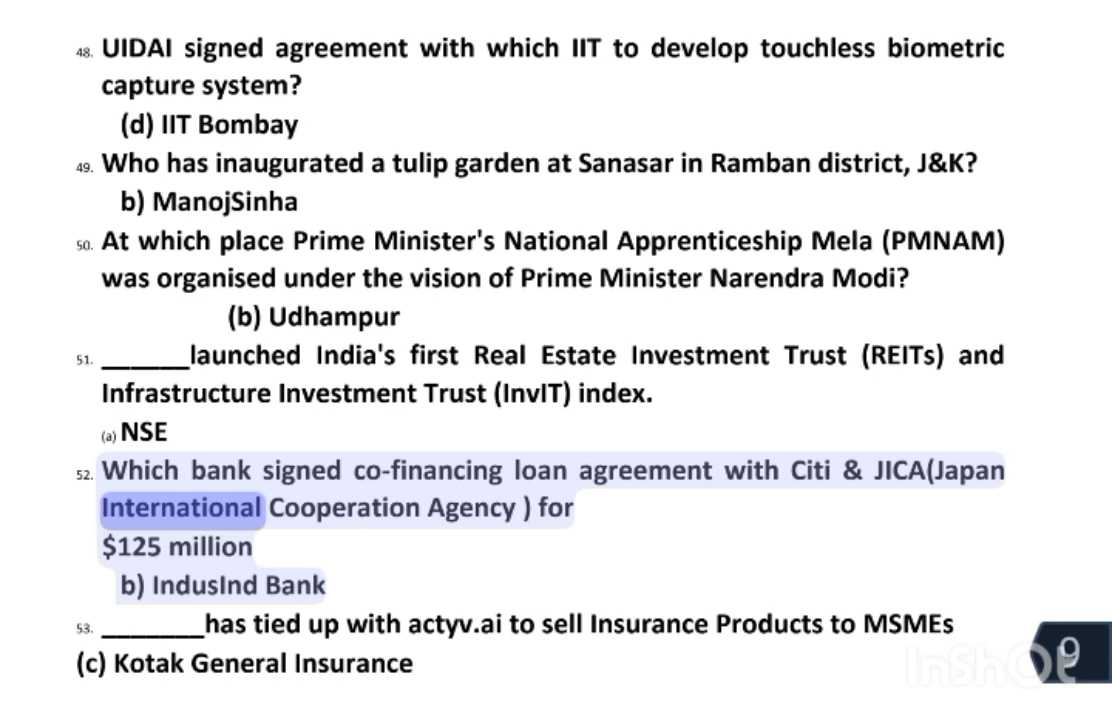 48. UIDAI signed agreement with which IIT to develop touchless biometric
capture system?
(d) IIT Bombay
49. Who has inaugurated a tulip garden at Sanasar in Ramban district, J&K?
b) ManojSinha
50. At which place Prime Minister's National Apprenticeship Mela (PMNAM)
was organised under the vision of Prime Minister Narendra Modi?
(b) Udhampur
51. ______launched India's first Real Estate Investment Trust (REITs) and
Infrastructure Investment Trust (InvIT) index.
(a) NSE
52. Which bank signed co-financing loan agreement with Citi & JICA(Japan
International Cooperation Agency ) for
$125 million
b) IndusInd Bank
53. _______has tied up with actyv.ai to sell Insurance Products to MSMEs
(c) Kotak General Insurance
InShOt
9